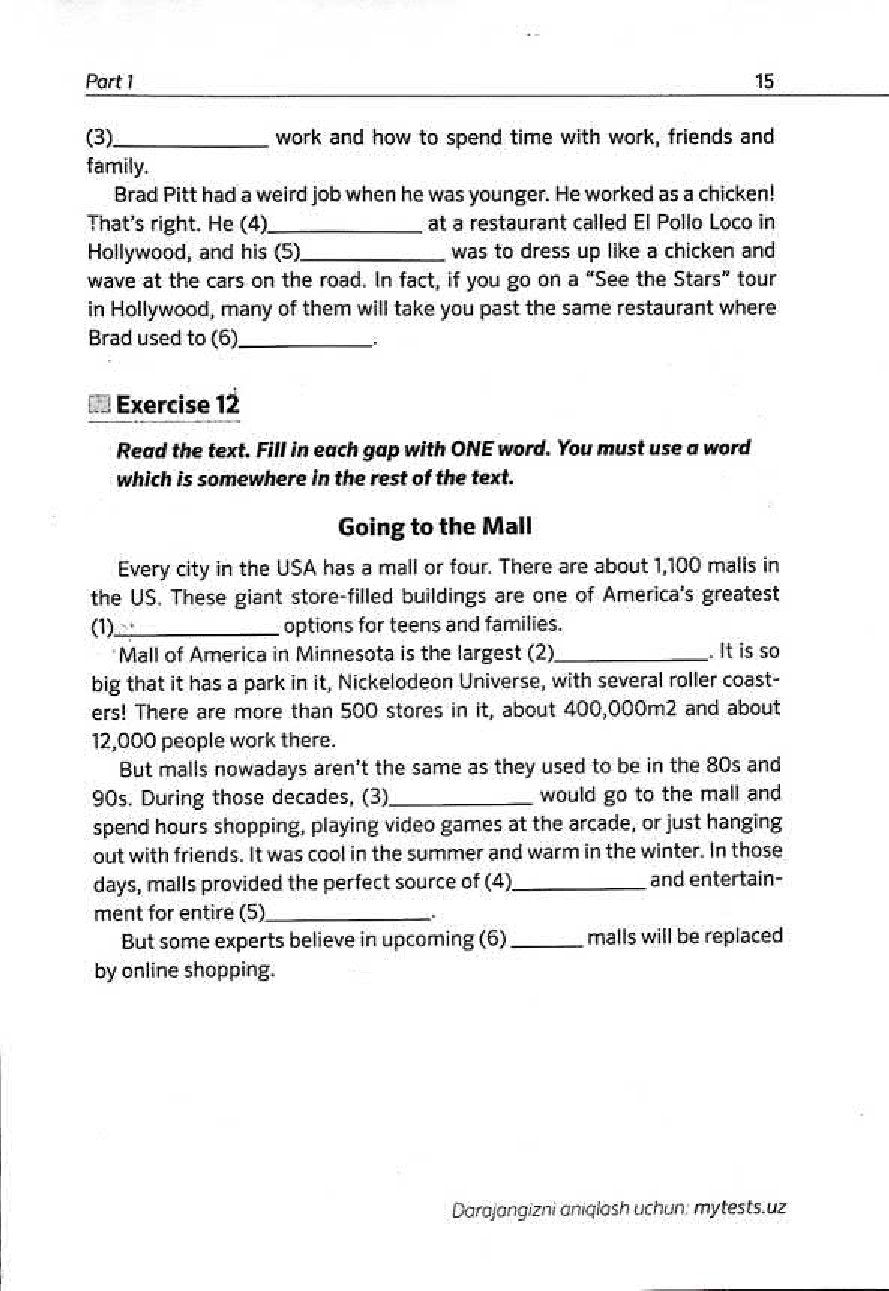 Part 1 15
(3)______________ work and how to spend time with work, friends and
family.
Brad Pitt had a weird job when he was younger. He worked as a chicken!
That's right. He (4)______________ at a restaurant called El Pollo Loco in
Hollywood, and his (5)_____________ was to dress up like a chicken and
wave at the cars on the road. In fact, if you go on a "See the Stars" tour
in Hollywood, many of them will take you past the same restaurant where
Brad used to (6)____________.
Exercise 12
Read the text. Fill in each gap with ONE word. You must use a word
which is somewhere in the rest of the text.
Going to the Mall
Every city in the USA has a mall or four. There are about 1,100 malls in
the US. These giant store-filled buildings are one of America's greatest
(1)_______________ options for teens and families.
Mall of America in Minnesota is the largest (2)______________. It is so
big that it has a park in it, Nickelodeon Universe, with several roller coast-
ers! There are more than 500 stores in it, about 400,000m2 and about
12,000 people work there.
But malls nowadays aren't the same as they used to be in the 80s and
90s. During those decades, (3)_____________ would go to the mall and
spend hours shopping, playing video games at the arcade, or just hanging
out with friends. It was cool in the summer and warm in the winter. In those
days, malls provided the perfect source of (4)____________ and entertain-
ment for entire (5)_______________.
But some experts believe in upcoming (6) _______ malls will be replaced
by online shopping.
Darajangizni aniqlash uchun: mytests.uz